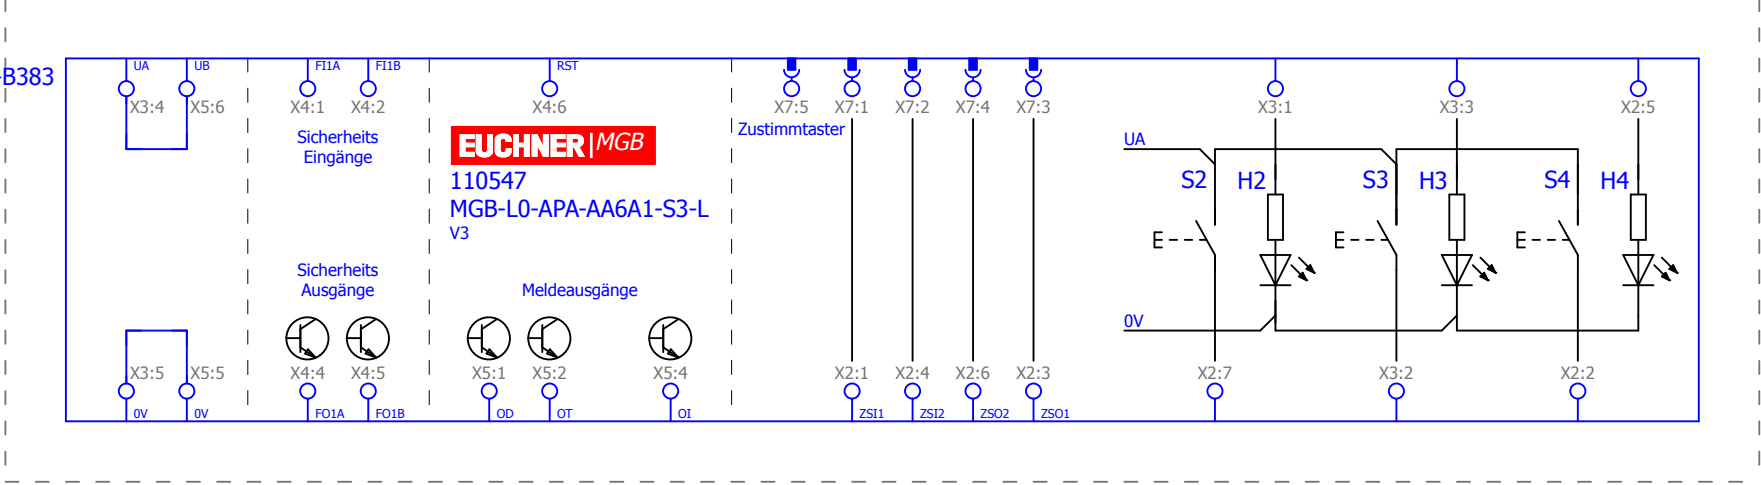 -B383
UA UB FI1A FI1B RST
X3:4 X5:6 X4:1 X4:2 X4:6 X7:5 X7:1 X7:2 X7:4 X7:3 X3:1 X3:3 X2:5
Sicherheits
Eingänge
EUCHNER MGB
Zustimmtaster
110547
MGB-L0-APA-AA6A1-S3-L
V3
UA
S2 H2 S3 H3 S4 H4
E E E
Sicherheits
Ausgänge
Meldeausgänge
0V
X3:5 X5:5 X4:4 X4:5 X5:1 X5:2 X5:4 X2:1 X2:4 X2:6 X2:3 X2:7 X3:2 X2:2
0V 0V FO1A FO1B OD OT OI ZSI1 ZSI2 ZSO2 ZSO1